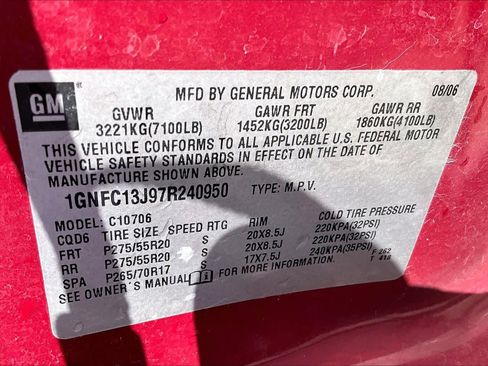 GM
MFD BY GENERAL MOTORS CORP. 08/06
GVWR GAWR FRT GAWR RR
3221KG(7100LB) 1452KG(3200LB) 1860KG(4100LB)
THIS VEHICLE CONFORMS TO ALL APPLICABLE U.S. FEDERAL MOTOR
VEHICLE SAFETY STANDARDS IN EFFECT ON THE DATE OF
MANUFACTURE SHOWN ABOVE.
1GNFC13J97R240950 TYPE: M.P.V.
MODEL: C10706
CQD6 TIRE SIZE SPEED RTG RIM COLD TIRE PRESSURE
FRT P275/55R20 S 20X8.5J 220KPA(32PSI)
RR P275/55R20 S 20X8.5J 220KPA(32PSI)
SPA P265/70R17 S 17X7.5J 240KPA(35PSI)
SEE OWNER'S MANUAL FOR MORE INFORMATION. F 262
T 418